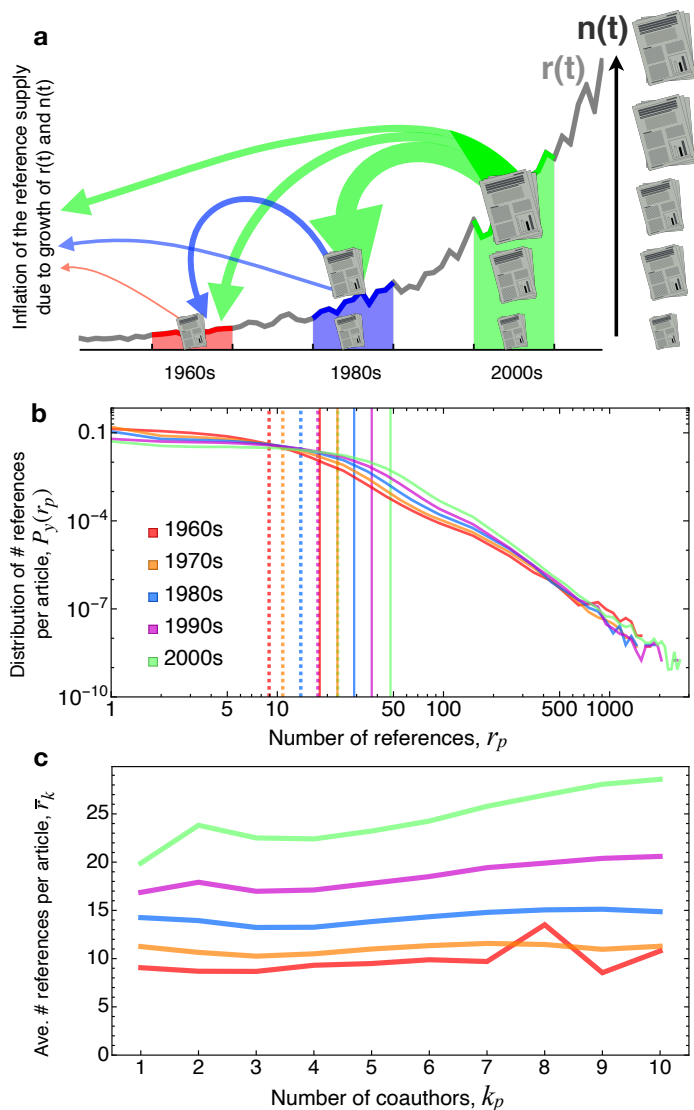 a
n(t)
r(t)
Inflation of the reference supply
due to growth of r(t) and n(t)
1960s
1980s
2000s
b
Distribution of # references
per article, P_y(r_p)
0.1
10^−4
10^−7
10^−10
1960s
1970s
1980s
1990s
2000s
1
5
10
50
100
500
1000
Number of references, r_p
c
Ave. # references per article, r̄_k
25
20
15
10
5
0
1
2
3
4
5
6
7
8
9
10
Number of coauthors, k_p